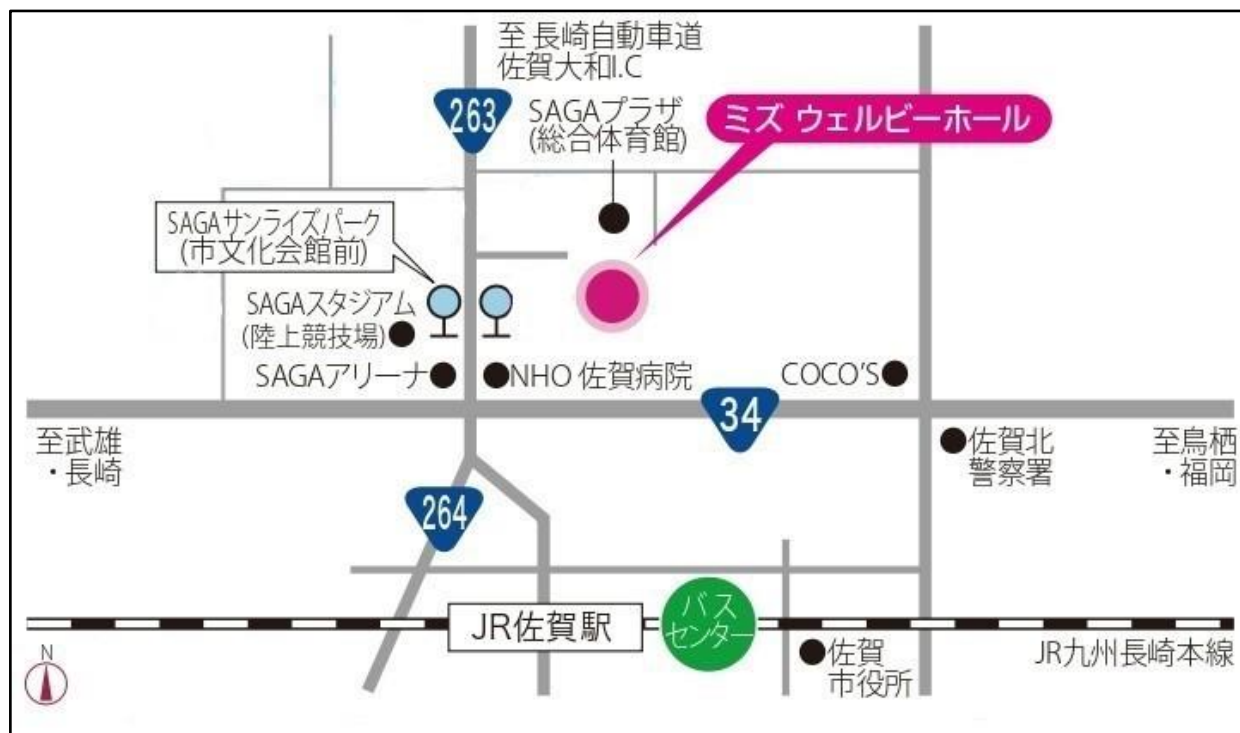 至 長崎自動車道
佐賀大和I.C
263
SAGAプラザ
(総合体育館)
ミズ ウェルビーホール
SAGAサンライズパーク
(市文化会館前)
SAGAスタジアム
(陸上競技場)
SAGAアリーナ
NHO 佐賀病院
COCO'S
34
至武雄
・長崎
佐賀北
警察署
至鳥栖
・福岡
264
バス
センター
JR佐賀駅
N
佐賀
市役所
JR九州長崎本線